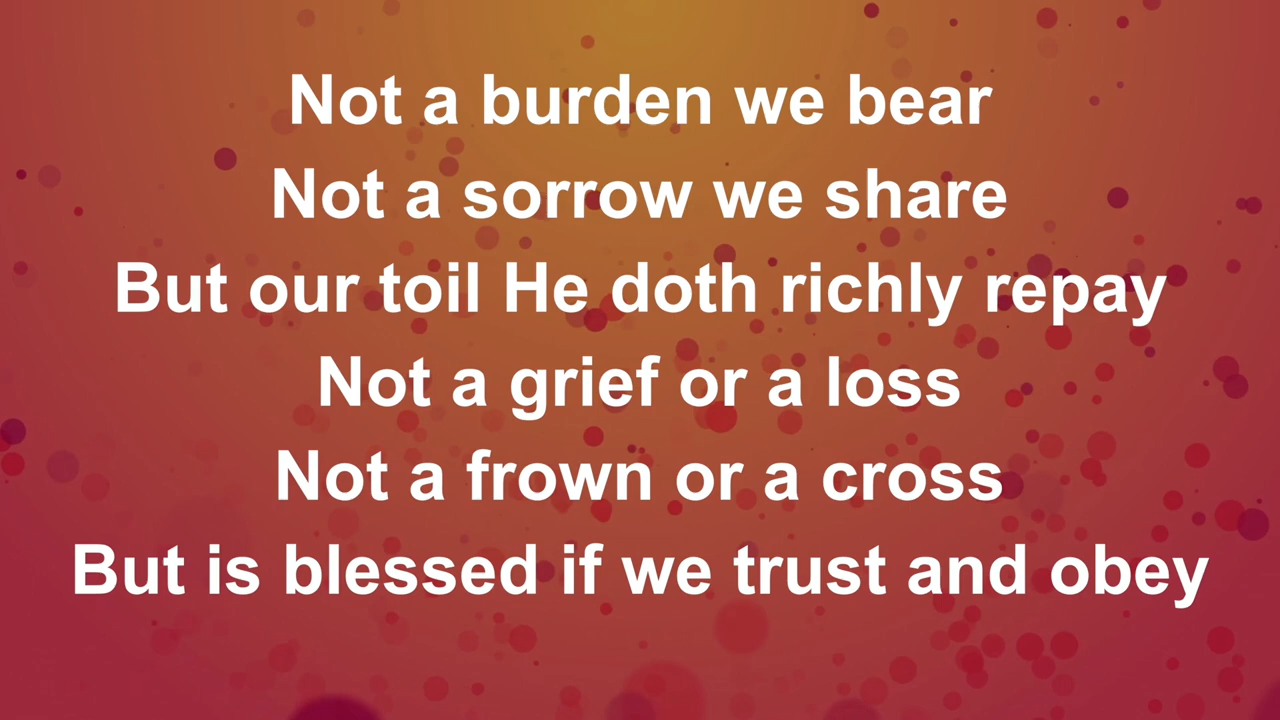 Not a burden we bear
Not a sorrow we share
But our toil He doth richly repay
Not a grief or a loss
Not a frown or a cross
But is blessed if we trust and obey